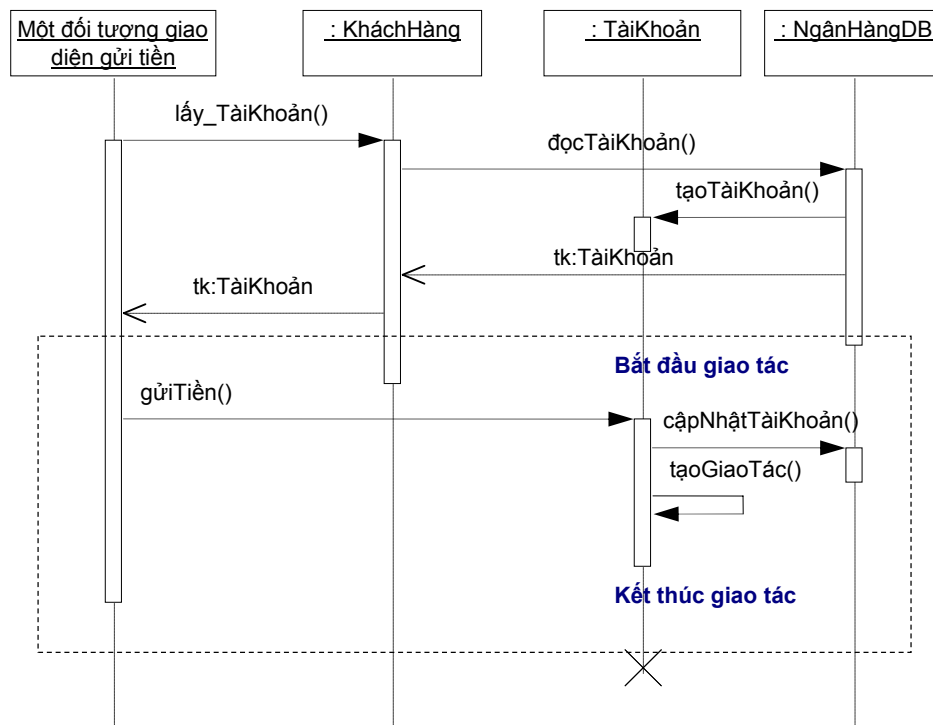 Một đối tượng giao
diện gửi tiền
: KháchHàng
: TàiKhoản
: NgânHàngDB
lấy_TàiKhoản()
đọcTàiKhoản()
tạoTàiKhoản()
tk:TàiKhoản
tk:TàiKhoản
Bắt đầu giao tác
gửiTiền()
cậpNhậtTàiKhoản()
tạoGiaoTác()
Kết thúc giao tác